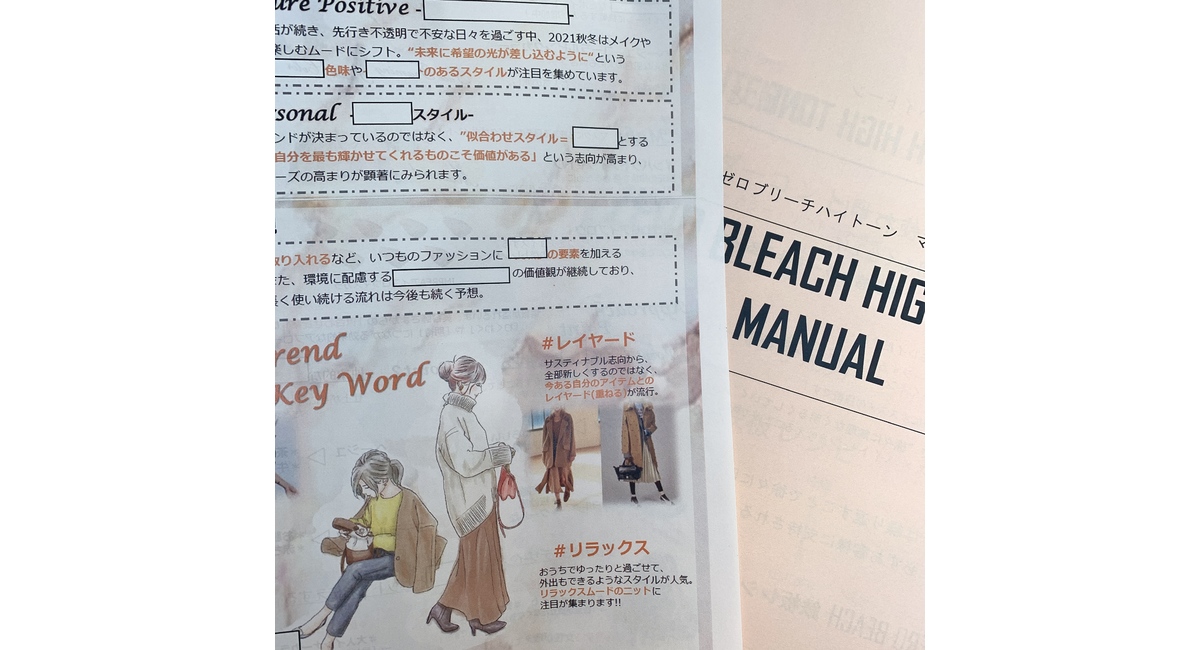 ure Positive -
活が続き、先行き不透明で不安な日々を過ごす中、2021秋冬はメイクや
楽しむムードにシフト。"未来に希望の光が差し込むように"という
色味や のあるスタイルが注目を集めています。
rsonal - スタイル-
ンドが決まっているのではなく、"似合わせスタイル= とする
自分を最も輝かせてくれるものこそ価値がある」という志向が高まり、
ーズの高まりが顕著にみられます。
取り入れるなど、いつものファッションに の要素を加える
また、環境に配慮する の価値観が継続しており、
長く使い続ける流れは今後も続く予想。
rend
Key Word
#レイヤード
サスティナブル志向から、
全部新しくするのではなく、
今ある自分のアイテムとの
レイヤード(重ねる)が流行。
#リラックス
おうちでゆったりと過ごせて、
外出もできるようなスタイルが人気。
リラックスムードのニットに
注目が集まります!!
ゼロブリーチハイトーン マ
BLEACH HIG
MANUAL